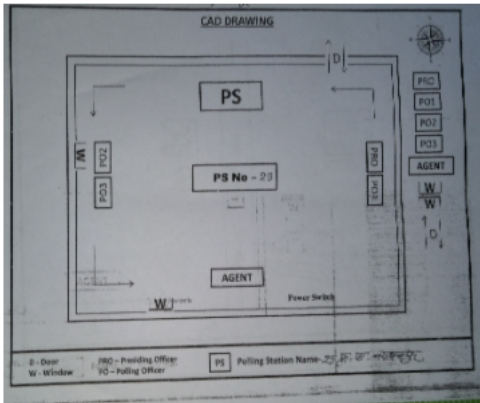 CAD DRAWING
D
PS
PRO
PO1
PO2
PO3
AGENT
W
W
D
W
PO2
PO3
PS No - 23
PRO
AGENT
W
Power Switch
D - Door
W - Window
PRO - Presiding Officer
PO - Polling Officer
PS
Polling Station Name-